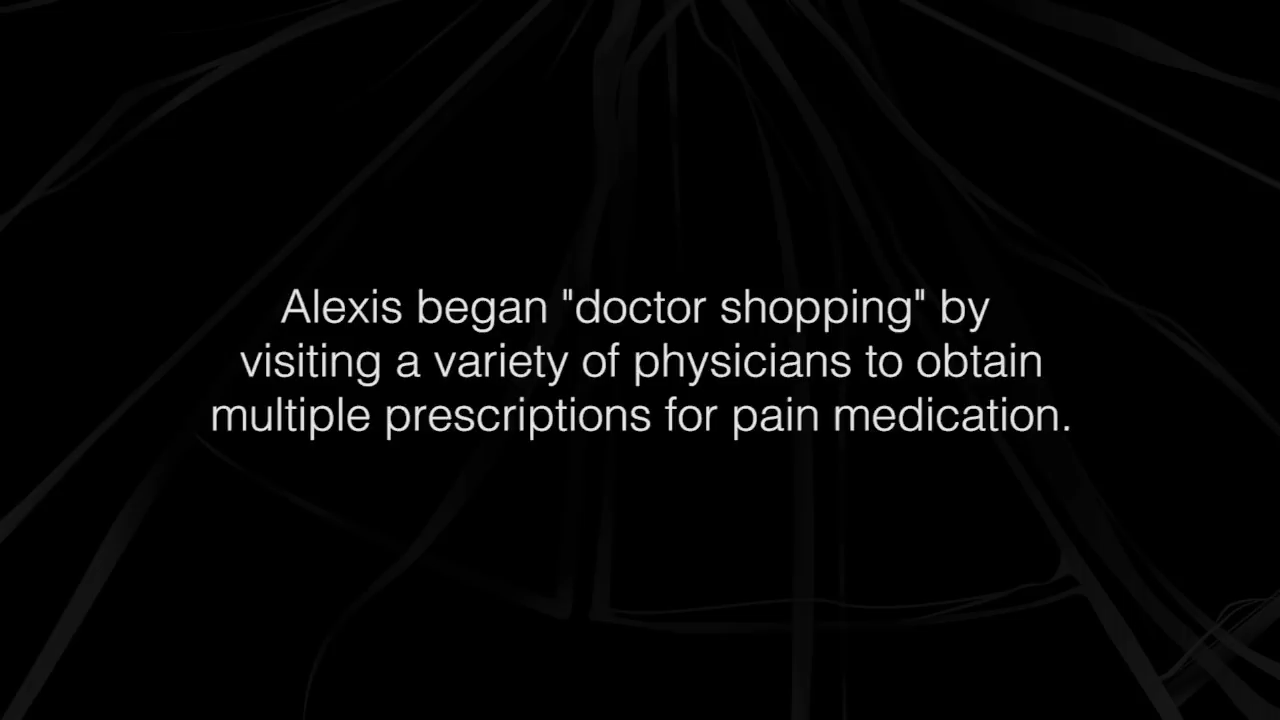 Alexis began "doctor shopping" by
visiting a variety of physicians to obtain
multiple prescriptions for pain medication.